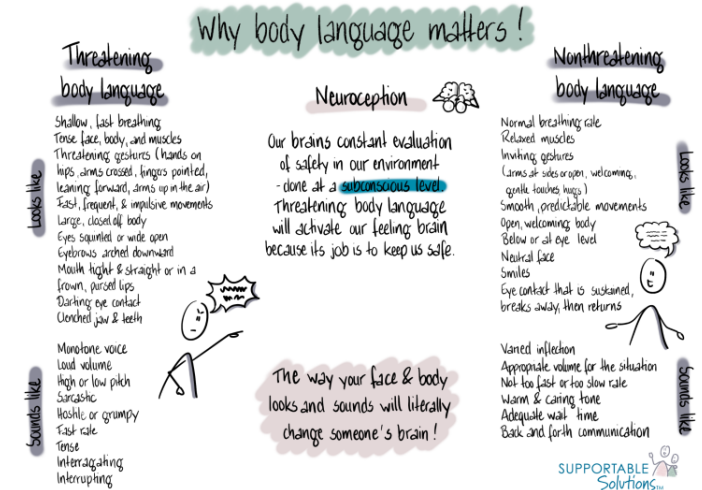 Why body language matters!
Threatening
body language
Looks like
Shallow, fast breathing
Tense face, body, and muscles
Threatening gestures (hands on
hips, arms crossed, fingers pointed,
leaning forward, arms up in the air)
Fast, frequent, & impulsive movements
Large, closed off body
Eyes squinted or wide open
Eyebrows arched downward
Mouth tight & straight or in a
frown, pursed lips
Darting eye contact
Clenched jaw & teeth
Sounds like
Monotone voice
Loud volume
High or low pitch
Sarcastic
Hostile or grumpy
Fast rate
Tense
Interragating
Interrupting
Neuroception
Our brains constant evaluation
of safety in our environment
- done at a subconscious level.
Threatening body language
will activate our feeling brain
because its job is to keep us safe.
The way your face & body
looks and sounds will literally
change someone's brain!
Nonthreatening
body language
Looks like
Normal breathing rate
Relaxed muscles
Inviting gestures
(arms at sides or open, welcoming,
gentle touches, hugs)
Smooth, predictable movements
Open, welcoming body
Below or at eye level
Neutral face
Smiles
Eye contact that is sustained,
breaks away, then returns
Sounds like
Varied inflection
Appropriate volume for the situation
Not too fast or too slow rate
Warm & caring tone
Adequate wait time
Back and forth communication
SUPPORTABLE
Solutions™